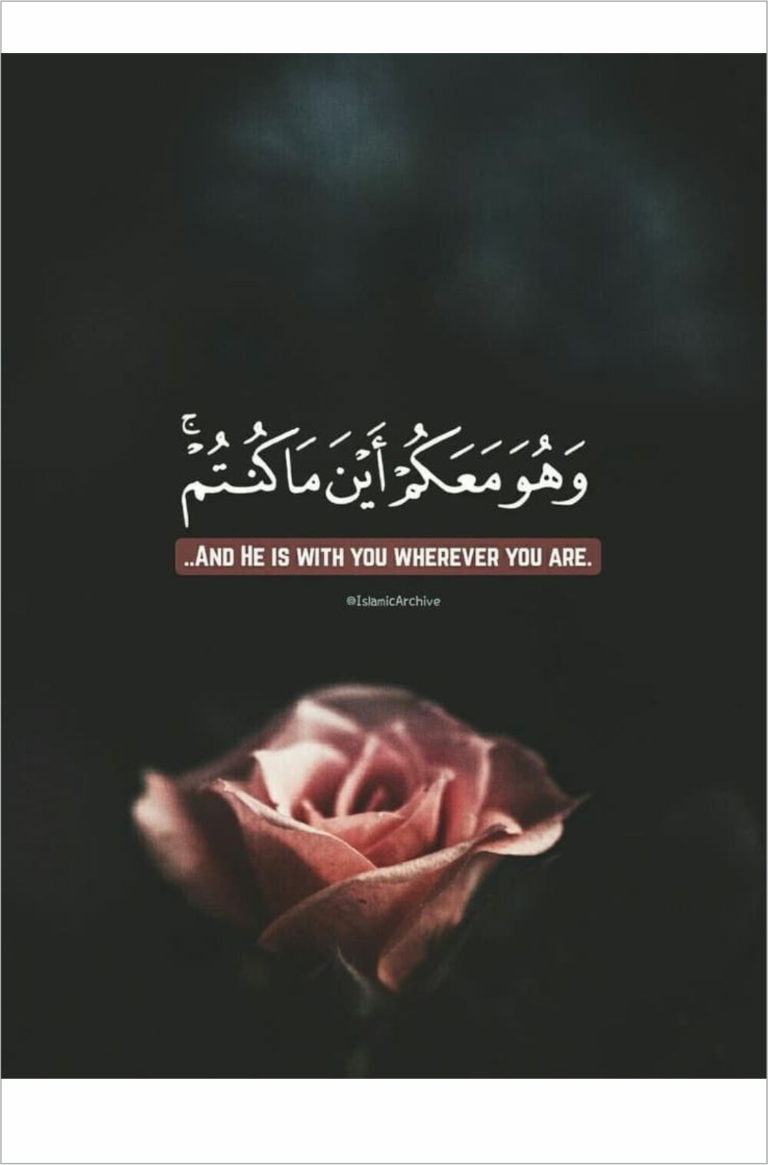 وَهُوَ مَعَكُمْ أَيْنَ مَا كُنتُمْ ۚ
..AND HE IS WITH YOU WHEREVER YOU ARE.
@IslamicArchive